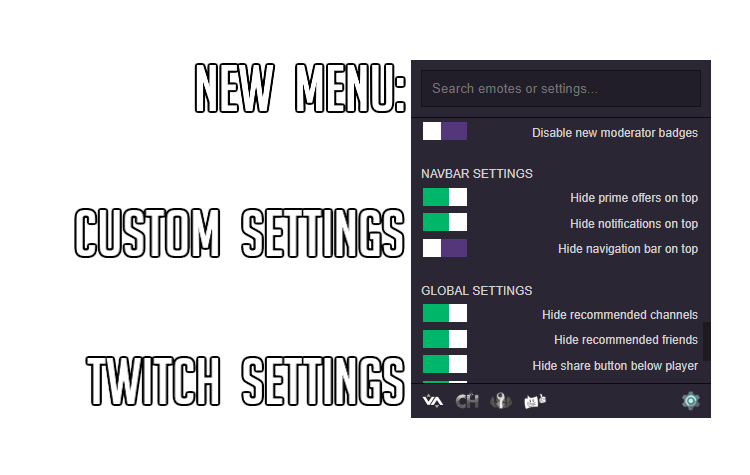 NEW MENU:
CUSTOM SETTINGS
TWITCH SETTINGS
Search emotes or settings...
Disable new moderator badges
NAVBAR SETTINGS
Hide prime offers on top
Hide notifications on top
Hide navigation bar on top
GLOBAL SETTINGS
Hide recommended channels
Hide recommended friends
Hide share button below player
CH